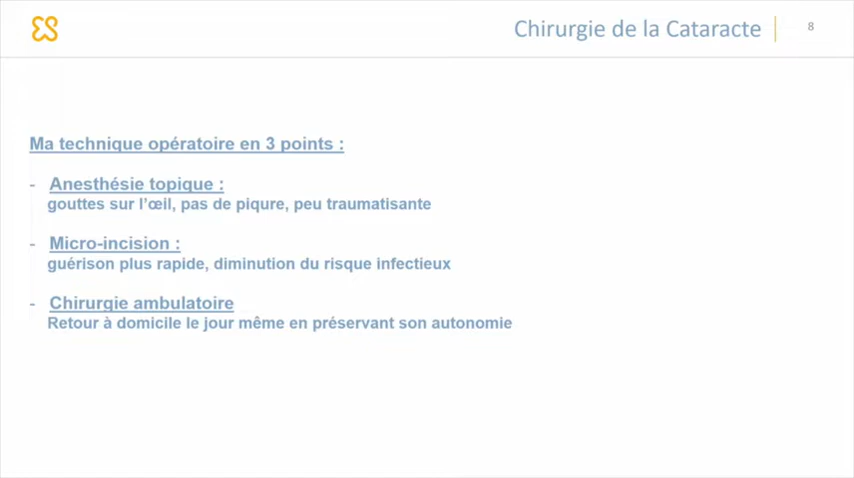 Chirurgie de la Cataracte
8
Ma technique opératoire en 3 points :
- Anesthésie topique :
gouttes sur l'œil, pas de piqure, peu traumatisante
- Micro-incision :
guérison plus rapide, diminution du risque infectieux
- Chirurgie ambulatoire
Retour à domicile le jour même en préservant son autonomie